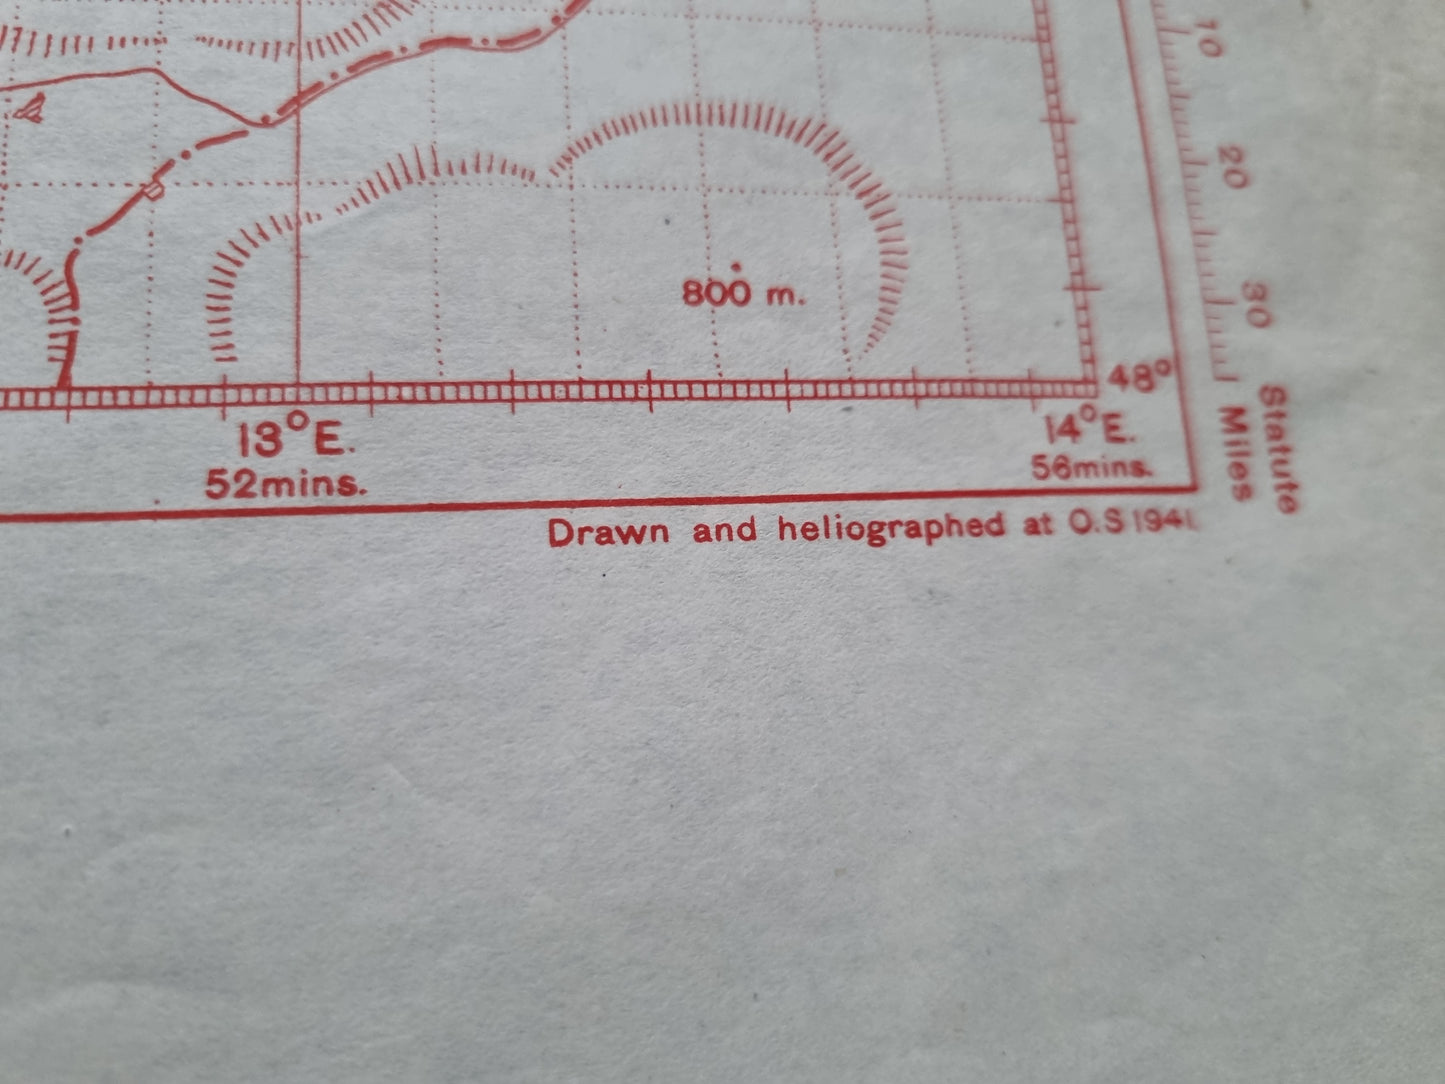 10
20
30
Statute
Miles
800 m.
48°
13°E.
52mins.
14°E.
56mins.
Drawn and heliographed at O.S 1941.